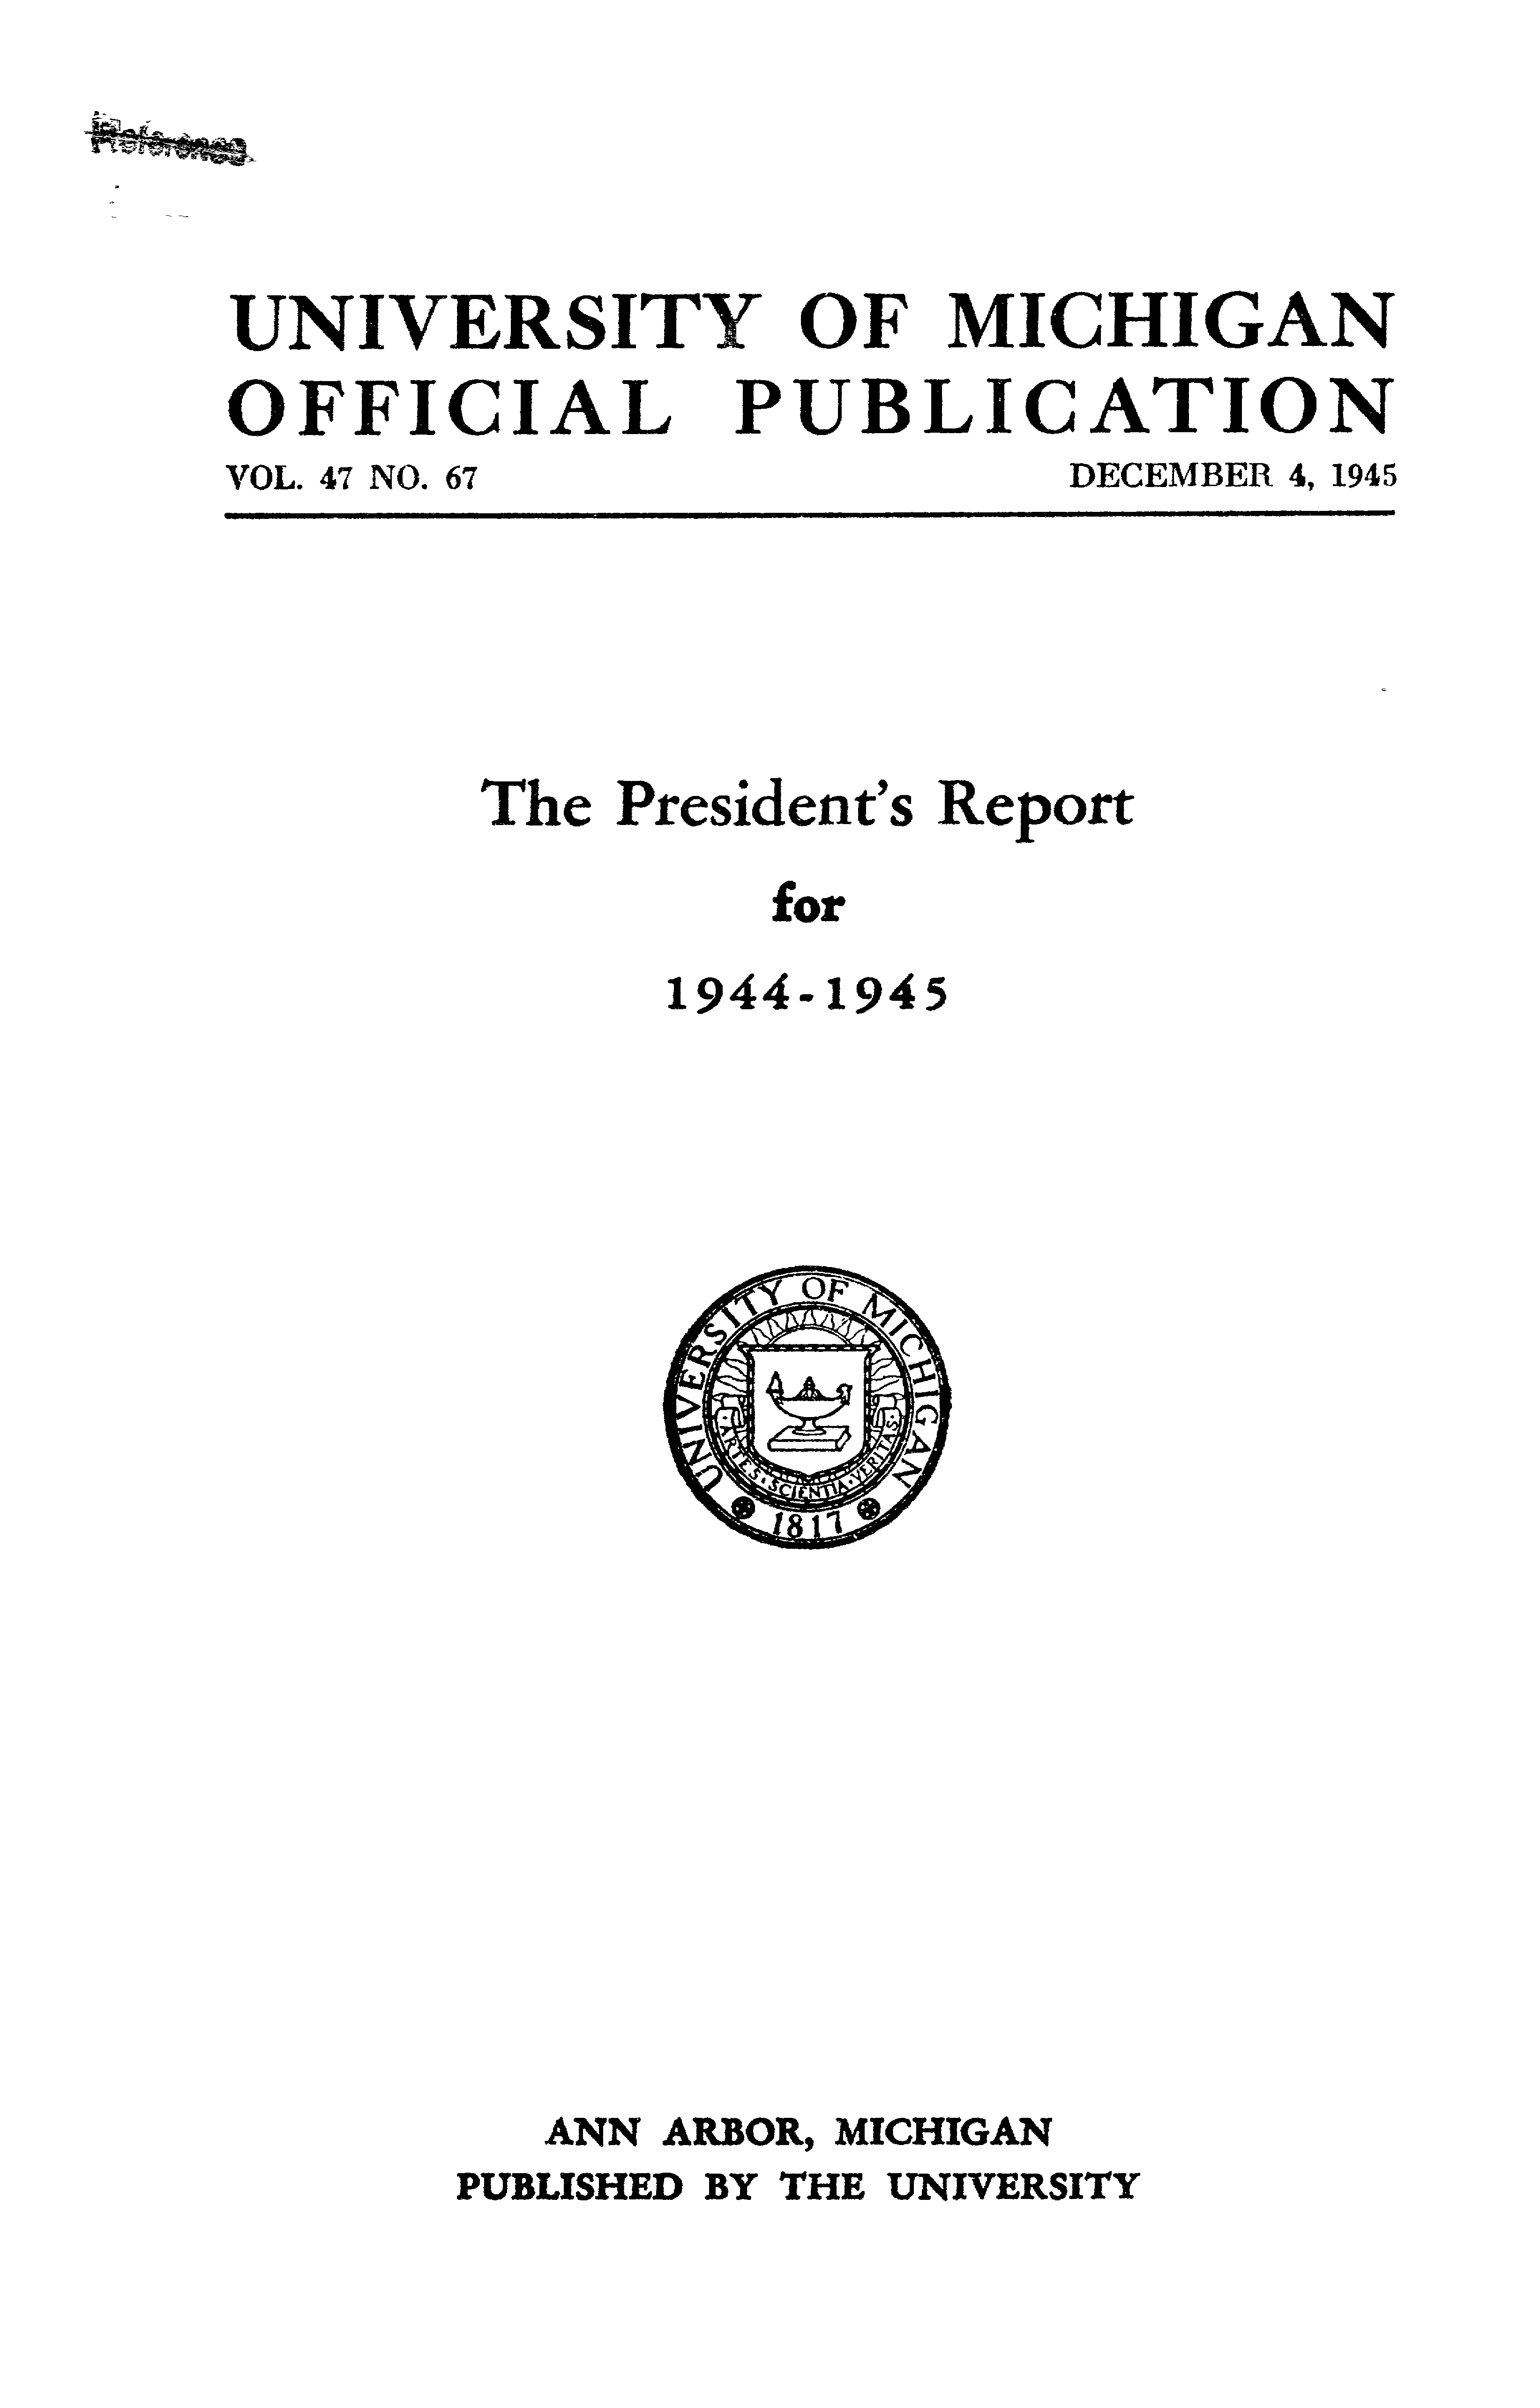 Reference
UNIVERSITY OF MICHIGAN
OFFICIAL PUBLICATION
VOL. 47 NO. 67 DECEMBER 4, 1945
The President's Report
for
1944-1945
UNIVERSITY OF MICHIGAN
ARTES · SCIENTIA · VERITAS
1817
ANN ARBOR, MICHIGAN
PUBLISHED BY THE UNIVERSITY